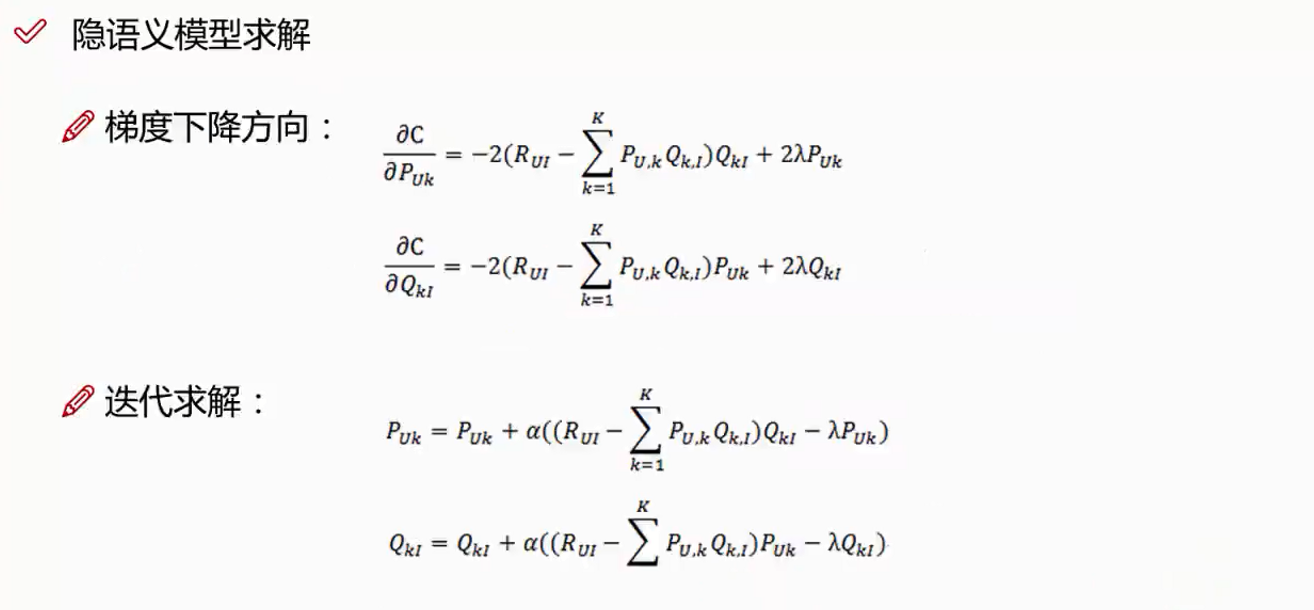 隐语义模型求解
梯度下降方向：
∂C/∂P_{Uk} = −2(R_{UI} − ∑_{k=1}^{K} P_{U,k} Q_{k,I})Q_{kI} + 2λP_{Uk}
∂C/∂Q_{kI} = −2(R_{UI} − ∑_{k=1}^{K} P_{U,k} Q_{k,I})P_{Uk} + 2λQ_{kI}
迭代求解：
P_{Uk} = P_{Uk} + α((R_{UI} − ∑_{k=1}^{K} P_{U,k} Q_{k,I})Q_{kI} − λP_{Uk})
Q_{kI} = Q_{kI} + α((R_{UI} − ∑^{K} P_{U,k} Q_{k,I})P_{Uk} − λQ_{kI})